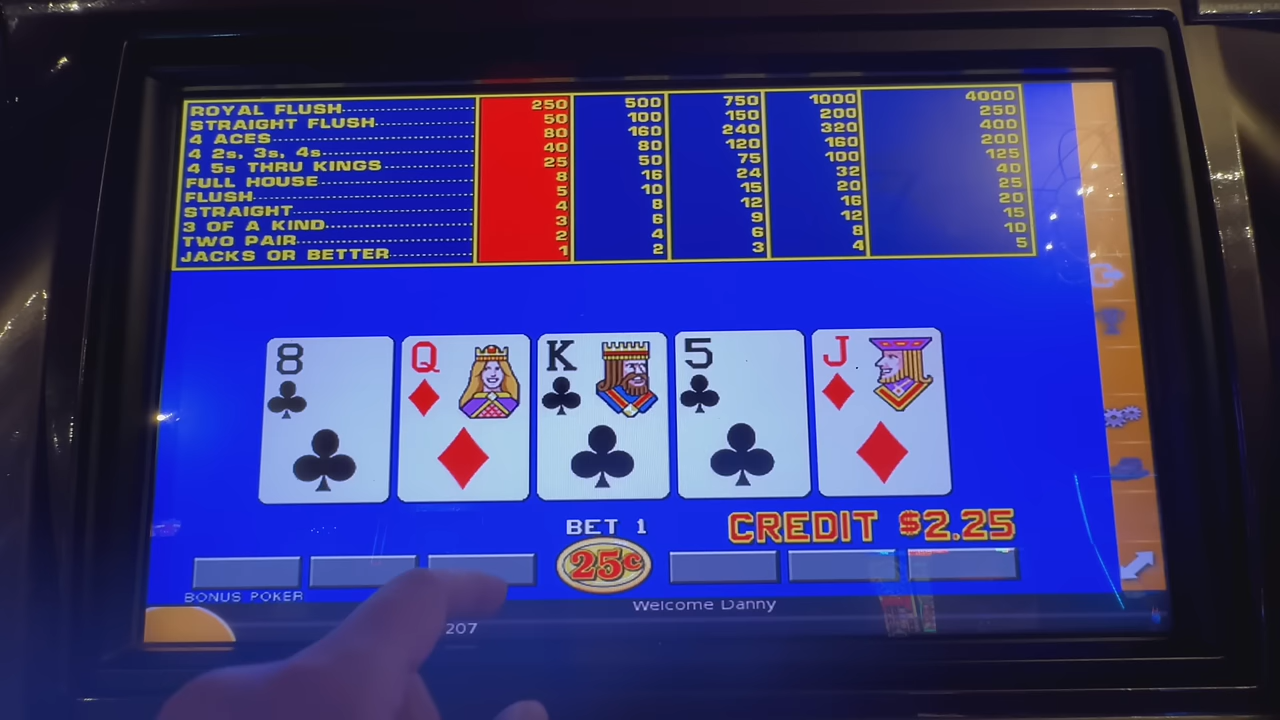 ROYAL FLUSH 250 500 750 1000 4000
STRAIGHT FLUSH 50 100 150 200 250
4 ACES 80 160 240 320 400
4 2s, 3s, 4s 40 80 120 160 200
4 5s THRU KINGS 25 50 75 100 125
FULL HOUSE 8 16 24 32 40
FLUSH 5 10 15 20 25
STRAIGHT 4 8 12 16 20
3 OF A KIND 3 6 9 12 15
TWO PAIR 2 4 6 8 10
JACKS OR BETTER 1 2 3 4 5
8 Q K 5 J
BET 1 CREDIT $2.25
25¢
BONUS POKER
Welcome Danny
207